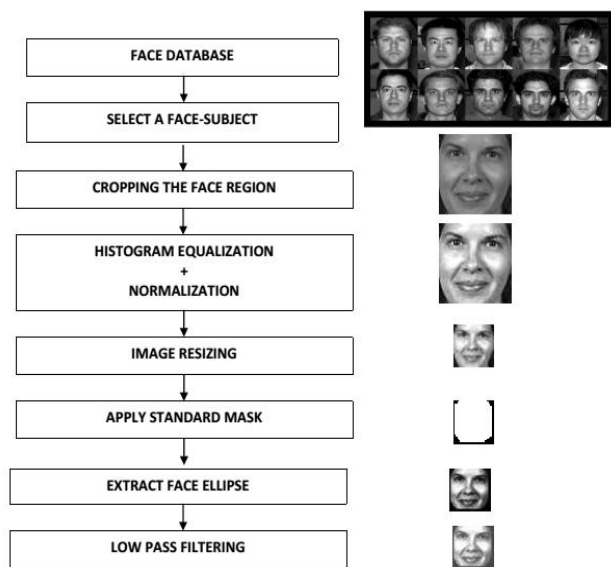 FACE DATABASE
SELECT A FACE-SUBJECT
CROPPING THE FACE REGION
HISTOGRAM EQUALIZATION
+
NORMALIZATION
IMAGE RESIZING
APPLY STANDARD MASK
EXTRACT FACE ELLIPSE
LOW PASS FILTERING